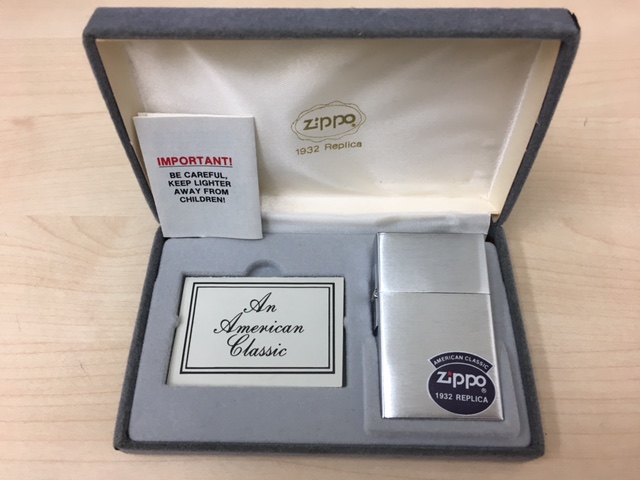 Zippo
1932 Replica
IMPORTANT!
BE CAREFUL,
KEEP LIGHTER
AWAY FROM
CHILDREN!
An
American
Classic
AMERICAN CLASSIC
Zippo®
1932 REPLICA